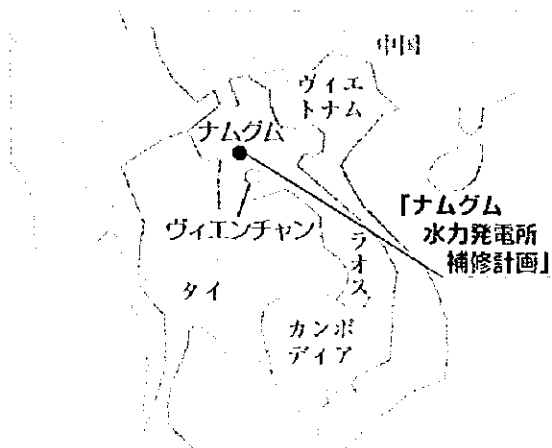 中国
ヴィエ
トナム
ナムグム
ヴィエンチャン
「ナムグム
水力発電所
補修計画」
ラオス
タイ
カンボ
ディア